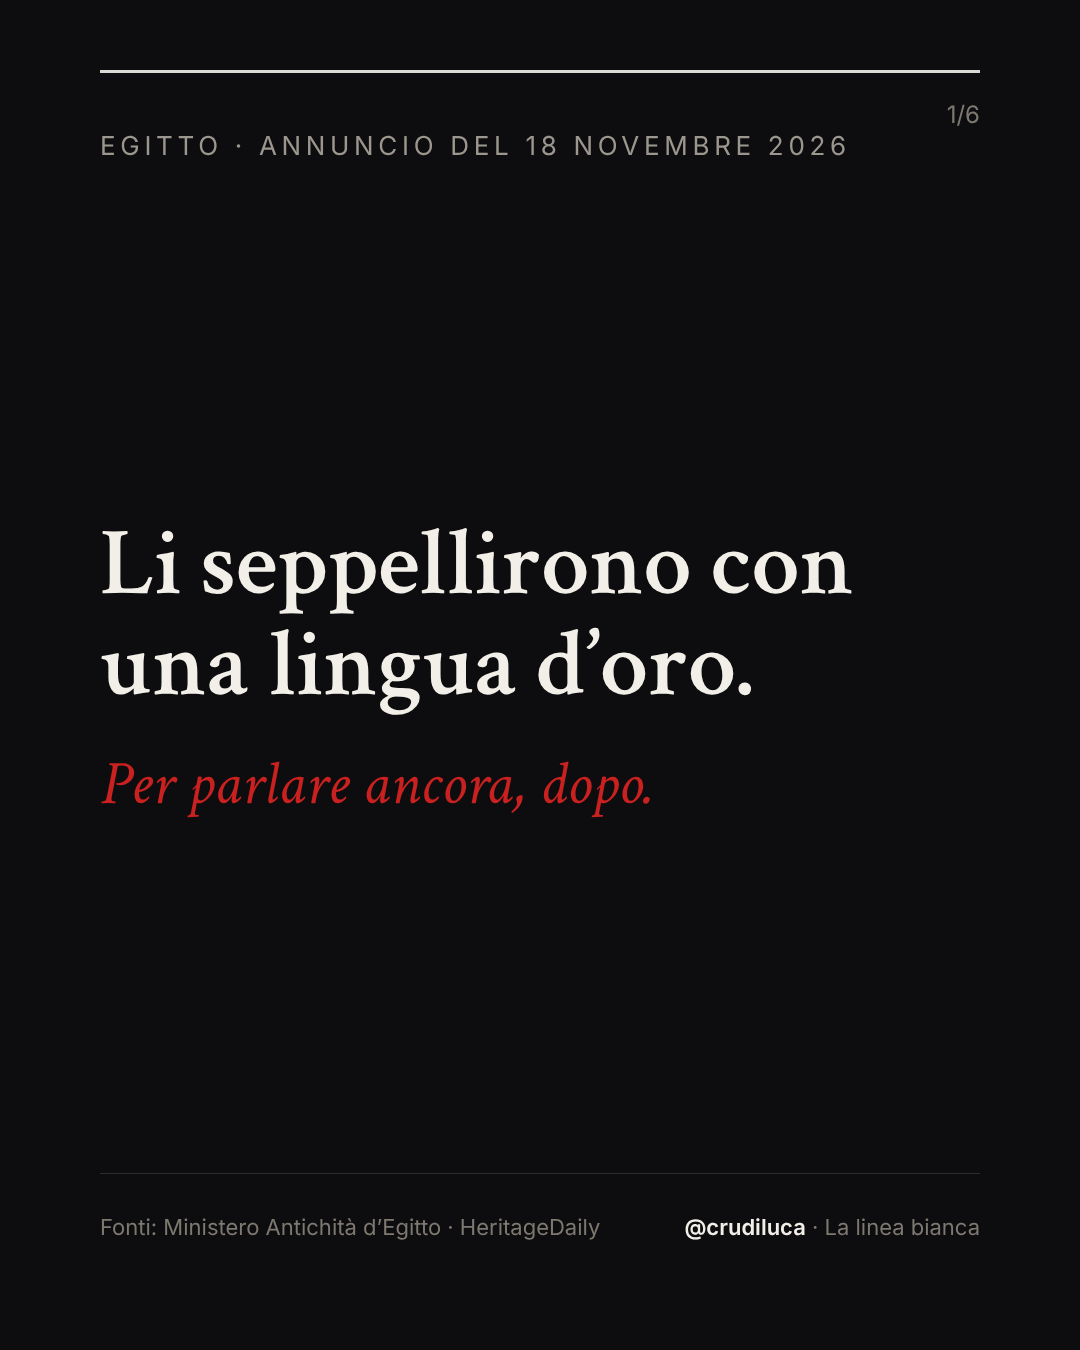 1/6
EGITTO · ANNUNCIO DEL 18 NOVEMBRE 2026
Li seppellirono con
una lingua d’oro.
Per parlare ancora, dopo.
Fonti: Ministero Antichità d’Egitto · HeritageDaily
@crudiluca · La linea bianca